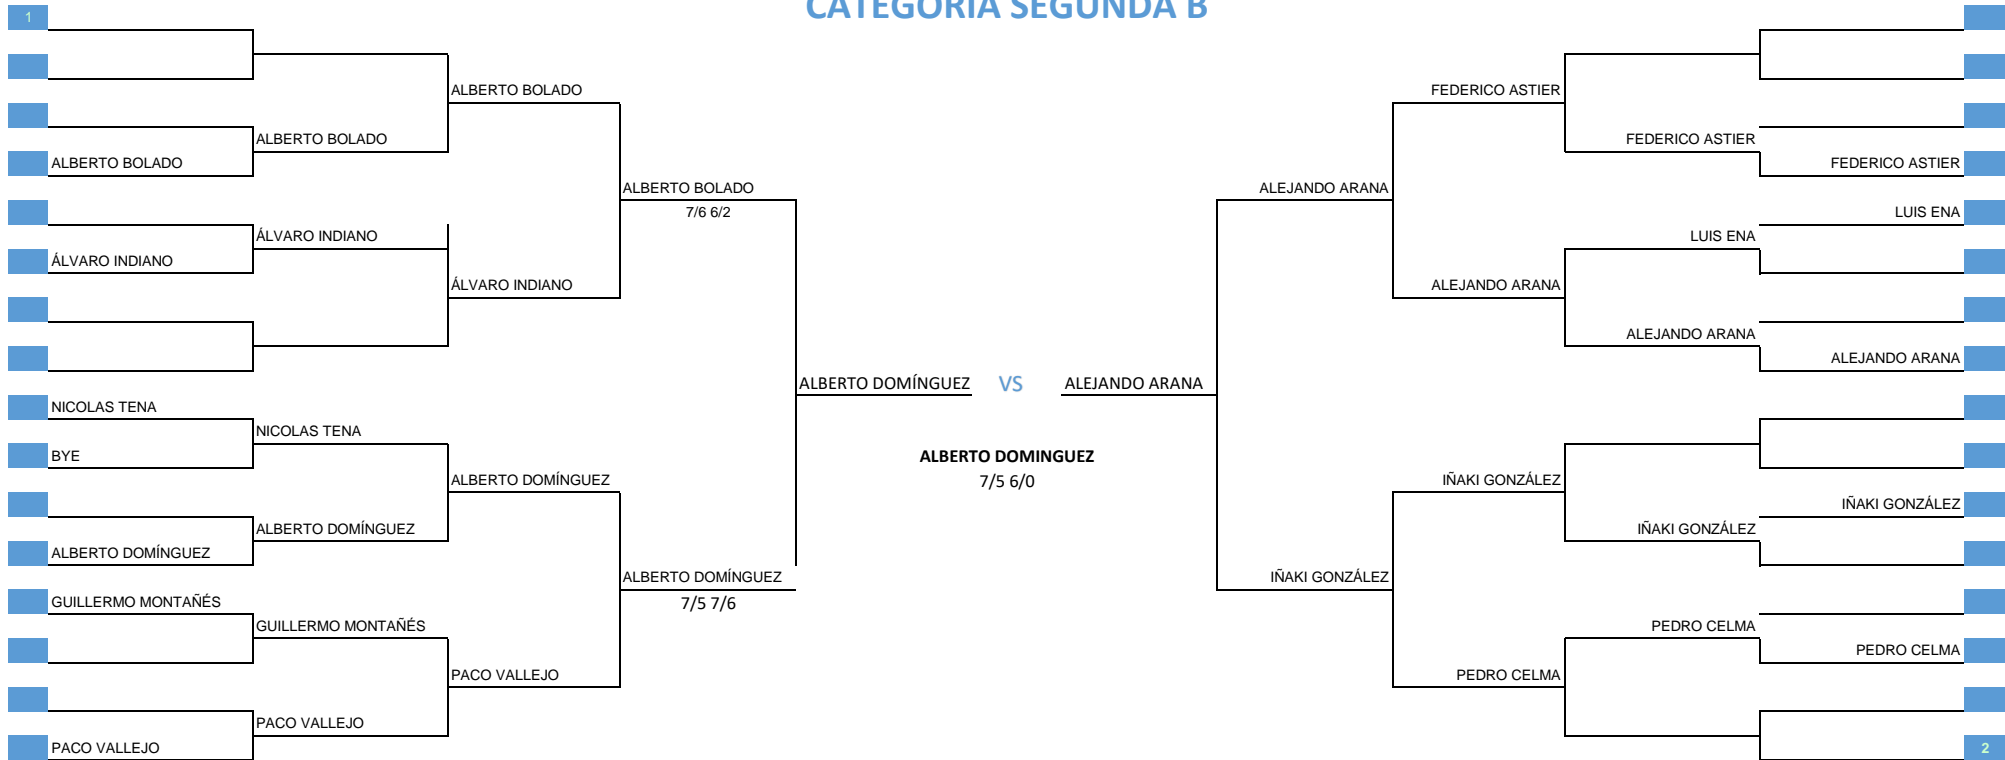 CATEGORIA SEGUNDA B
1
ALBERTO BOLADO
FEDERICO ASTIER
ALBERTO BOLADO
FEDERICO ASTIER
ALBERTO BOLADO
FEDERICO ASTIER
ALBERTO BOLADO
ALEJANDO ARANA
7/6 6/2
LUIS ENA
ÁLVARO INDIANO
LUIS ENA
ÁLVARO INDIANO
ÁLVARO INDIANO
ALEJANDO ARANA
ALEJANDO ARANA
ALEJANDO ARANA
ALBERTO DOMÍNGUEZ VS ALEJANDO ARANA
NICOLAS TENA
NICOLAS TENA
BYE
ALBERTO DOMINGUEZ
ALBERTO DOMÍNGUEZ
7/5 6/0
IÑAKI GONZÁLEZ
IÑAKI GONZÁLEZ
ALBERTO DOMÍNGUEZ
IÑAKI GONZÁLEZ
ALBERTO DOMÍNGUEZ
ALBERTO DOMÍNGUEZ
IÑAKI GONZÁLEZ
7/5 7/6
GUILLERMO MONTAÑÉS
GUILLERMO MONTAÑÉS
PEDRO CELMA
PEDRO CELMA
PACO VALLEJO
PEDRO CELMA
PACO VALLEJO
PACO VALLEJO
2